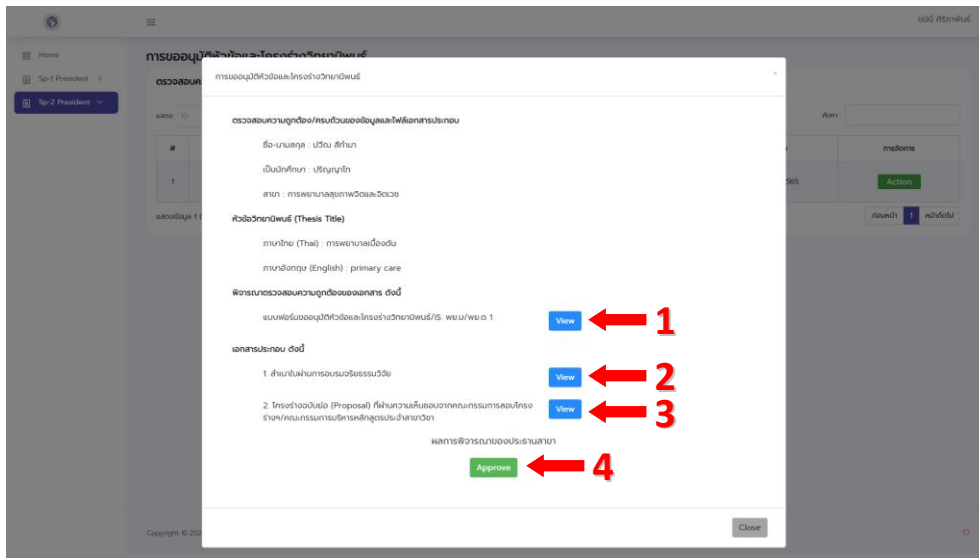 ชนินี ศิริภาพันธ์
Home
Sp-1 President
Sp-2 President
การขออนุมัติหัวข้อและโครงร่างวิทยานิพนธ์
ตรวจสอบค
แสดง 10
ค้นหา :
#
การจัดการ
1
565
Action
แสดงข้อมูล 1
ก่อนหน้า 1 หน้าถัดไป
การขออนุมัติหัวข้อและโครงร่างวิทยานิพนธ์
×
ตรวจสอบความถูกต้อง/ครบถ้วนของข้อมูลและไฟล์เอกสารประกอบ
ชื่อ-นามสกุล : ปวีณ สีทำมา
เป็นนักศึกษา : ปริญญาโท
สาขา : การพยาบาลสุขภาพจิตและจิตเวช
หัวข้อวิทยานิพนธ์ (Thesis Title)
ภาษาไทย (Thai) : การพยาบาลเบื้องต้น
ภาษาอังกฤษ (English) : primary care
พิจารณาตรวจสอบความถูกต้องของเอกสาร ดังนี้
แบบฟอร์มขออนุมัติหัวข้อและโครงร่างวิทยานิพนธ์/IS. พย.ม/พย.ด 1
View
1
เอกสารประกอบ ดังนี้
1. สำเนาใบผ่านการอบรมจริยธรรมวิจัย
View
2
2. โครงร่างฉบับย่อ (Proposal) ที่ผ่านความเห็นชอบจากคณะกรรมการสอบโครง
ร่างฯ/คณะกรรมการบริหารหลักสูตรประจำสาขาวิชา
View
3
ผลการพิจารณาของประธานสาขา
Approve
4
Close
Copyright © 202